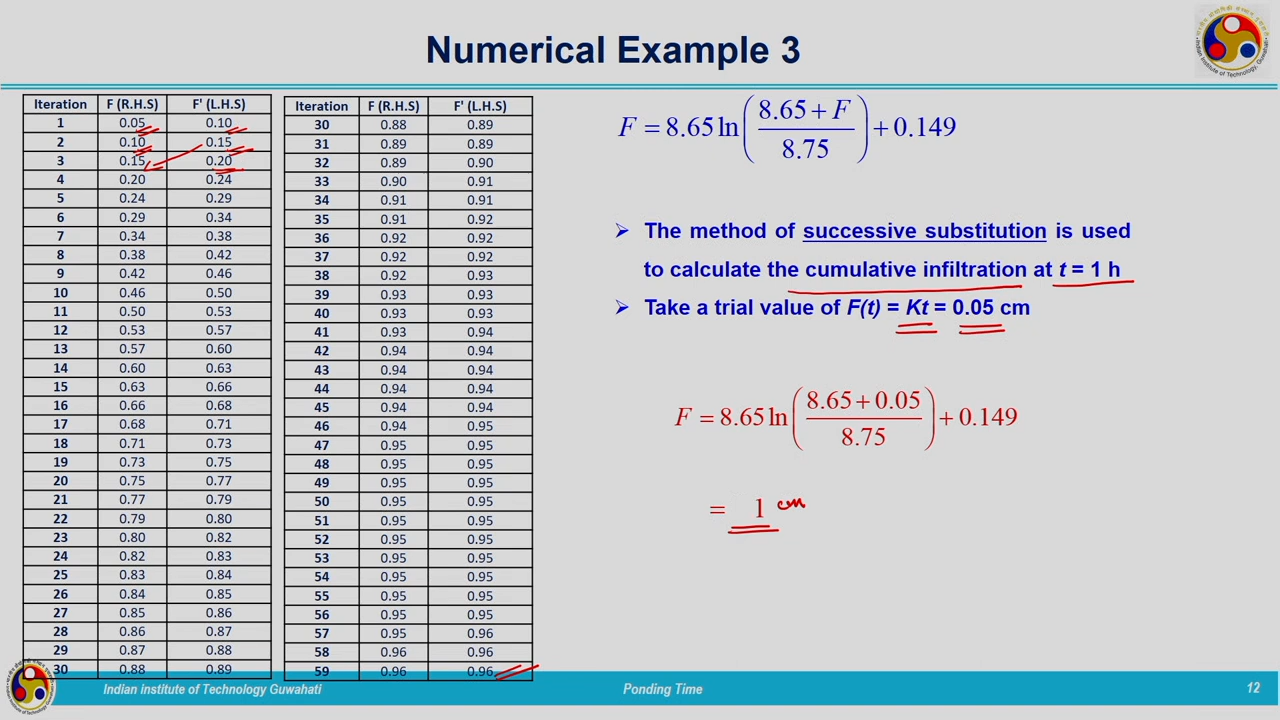 Numerical Example 3
Iteration F (R.H.S) F' (L.H.S)
1 0.05 0.10
2 0.10 0.15
3 0.15 0.20
4 0.20 0.24
5 0.24 0.29
6 0.29 0.34
7 0.34 0.38
8 0.38 0.42
9 0.42 0.46
10 0.46 0.50
11 0.50 0.53
12 0.53 0.57
13 0.57 0.60
14 0.60 0.63
15 0.63 0.66
16 0.66 0.68
17 0.68 0.71
18 0.71 0.73
19 0.73 0.75
20 0.75 0.77
21 0.77 0.79
22 0.79 0.80
23 0.80 0.82
24 0.82 0.83
25 0.83 0.84
26 0.84 0.85
27 0.85 0.86
28 0.86 0.87
29 0.87 0.88
30 0.88 0.89
Iteration F (R.H.S) F' (L.H.S)
30 0.88 0.89
31 0.89 0.89
32 0.89 0.90
33 0.90 0.91
34 0.91 0.91
35 0.91 0.92
36 0.92 0.92
37 0.92 0.92
38 0.92 0.93
39 0.93 0.93
40 0.93 0.93
41 0.93 0.94
42 0.94 0.94
43 0.94 0.94
44 0.94 0.94
45 0.94 0.94
46 0.94 0.95
47 0.95 0.95
48 0.95 0.95
49 0.95 0.95
50 0.95 0.95
51 0.95 0.95
52 0.95 0.95
53 0.95 0.95
54 0.95 0.95
55 0.95 0.95
56 0.95 0.95
57 0.95 0.96
58 0.96 0.96
59 0.96 0.96
F = 8.65 ln( (8.65 + F) / 8.75 ) + 0.149
➢ The method of successive substitution is used
to calculate the cumulative infiltration at t = 1 h
➢ Take a trial value of F(t) = Kt = 0.05 cm
F = 8.65 ln( (8.65 + 0.05) / 8.75 ) + 0.149
= 1 cm
Indian institute of Technology Guwahati
Ponding Time
12